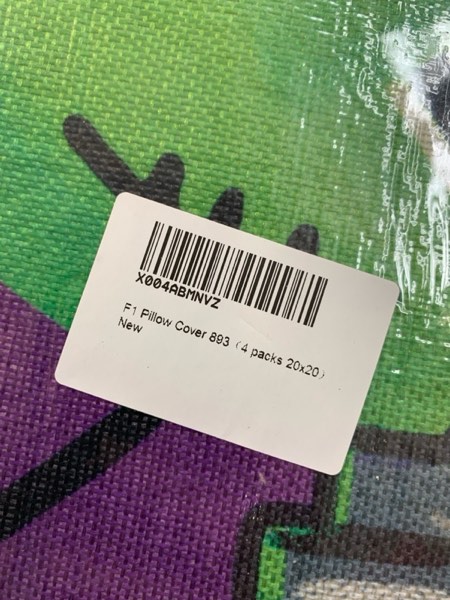 X004ABMNVZ
F1 Pillow Cover 893（4 packs 20x20）
New